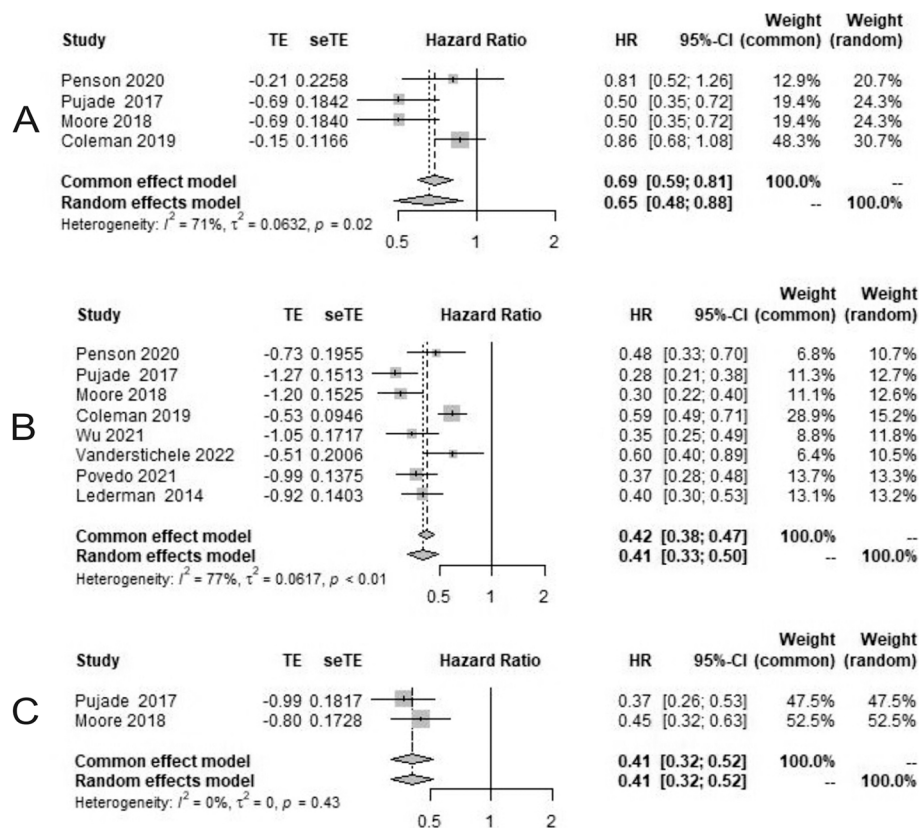 A
Weight Weight
Study TE seTE Hazard Ratio HR 95%-CI (common) (random)
Penson 2020 -0.21 0.2258 0.81 [0.52; 1.26] 12.9% 20.7%
Pujade 2017 -0.69 0.1842 0.50 [0.35; 0.72] 19.4% 24.3%
Moore 2018 -0.69 0.1840 0.50 [0.35; 0.72] 19.4% 24.3%
Coleman 2019 -0.15 0.1166 0.86 [0.68; 1.08] 48.3% 30.7%
Common effect model 0.69 [0.59; 0.81] 100.0% --
Random effects model 0.65 [0.48; 0.88] -- 100.0%
Heterogeneity: I² = 71%, τ² = 0.0632, p = 0.02
0.5 1 2
B
Weight Weight
Study TE seTE Hazard Ratio HR 95%-CI (common) (random)
Penson 2020 -0.73 0.1955 0.48 [0.33; 0.70] 6.8% 10.7%
Pujade 2017 -1.27 0.1513 0.28 [0.21; 0.38] 11.3% 12.7%
Moore 2018 -1.20 0.1525 0.30 [0.22; 0.40] 11.1% 12.6%
Coleman 2019 -0.53 0.0946 0.59 [0.49; 0.71] 28.9% 15.2%
Wu 2021 -1.05 0.1717 0.35 [0.25; 0.49] 8.8% 11.8%
Vanderstichele 2022 -0.51 0.2006 0.60 [0.40; 0.89] 6.4% 10.5%
Povedo 2021 -0.99 0.1375 0.37 [0.28; 0.48] 13.7% 13.3%
Lederman 2014 -0.92 0.1403 0.40 [0.30; 0.53] 13.1% 13.2%
Common effect model 0.42 [0.38; 0.47] 100.0% --
Random effects model 0.41 [0.33; 0.50] -- 100.0%
Heterogeneity: I² = 77%, τ² = 0.0617, p < 0.01
0.5 1 2
C
Weight Weight
Study TE seTE Hazard Ratio HR 95%-CI (common) (random)
Pujade 2017 -0.99 0.1817 0.37 [0.26; 0.53] 47.5% 47.5%
Moore 2018 -0.80 0.1728 0.45 [0.32; 0.63] 52.5% 52.5%
Common effect model 0.41 [0.32; 0.52] 100.0% --
Random effects model 0.41 [0.32; 0.52] -- 100.0%
Heterogeneity: I² = 0%, τ² = 0, p = 0.43
0.5 1 2